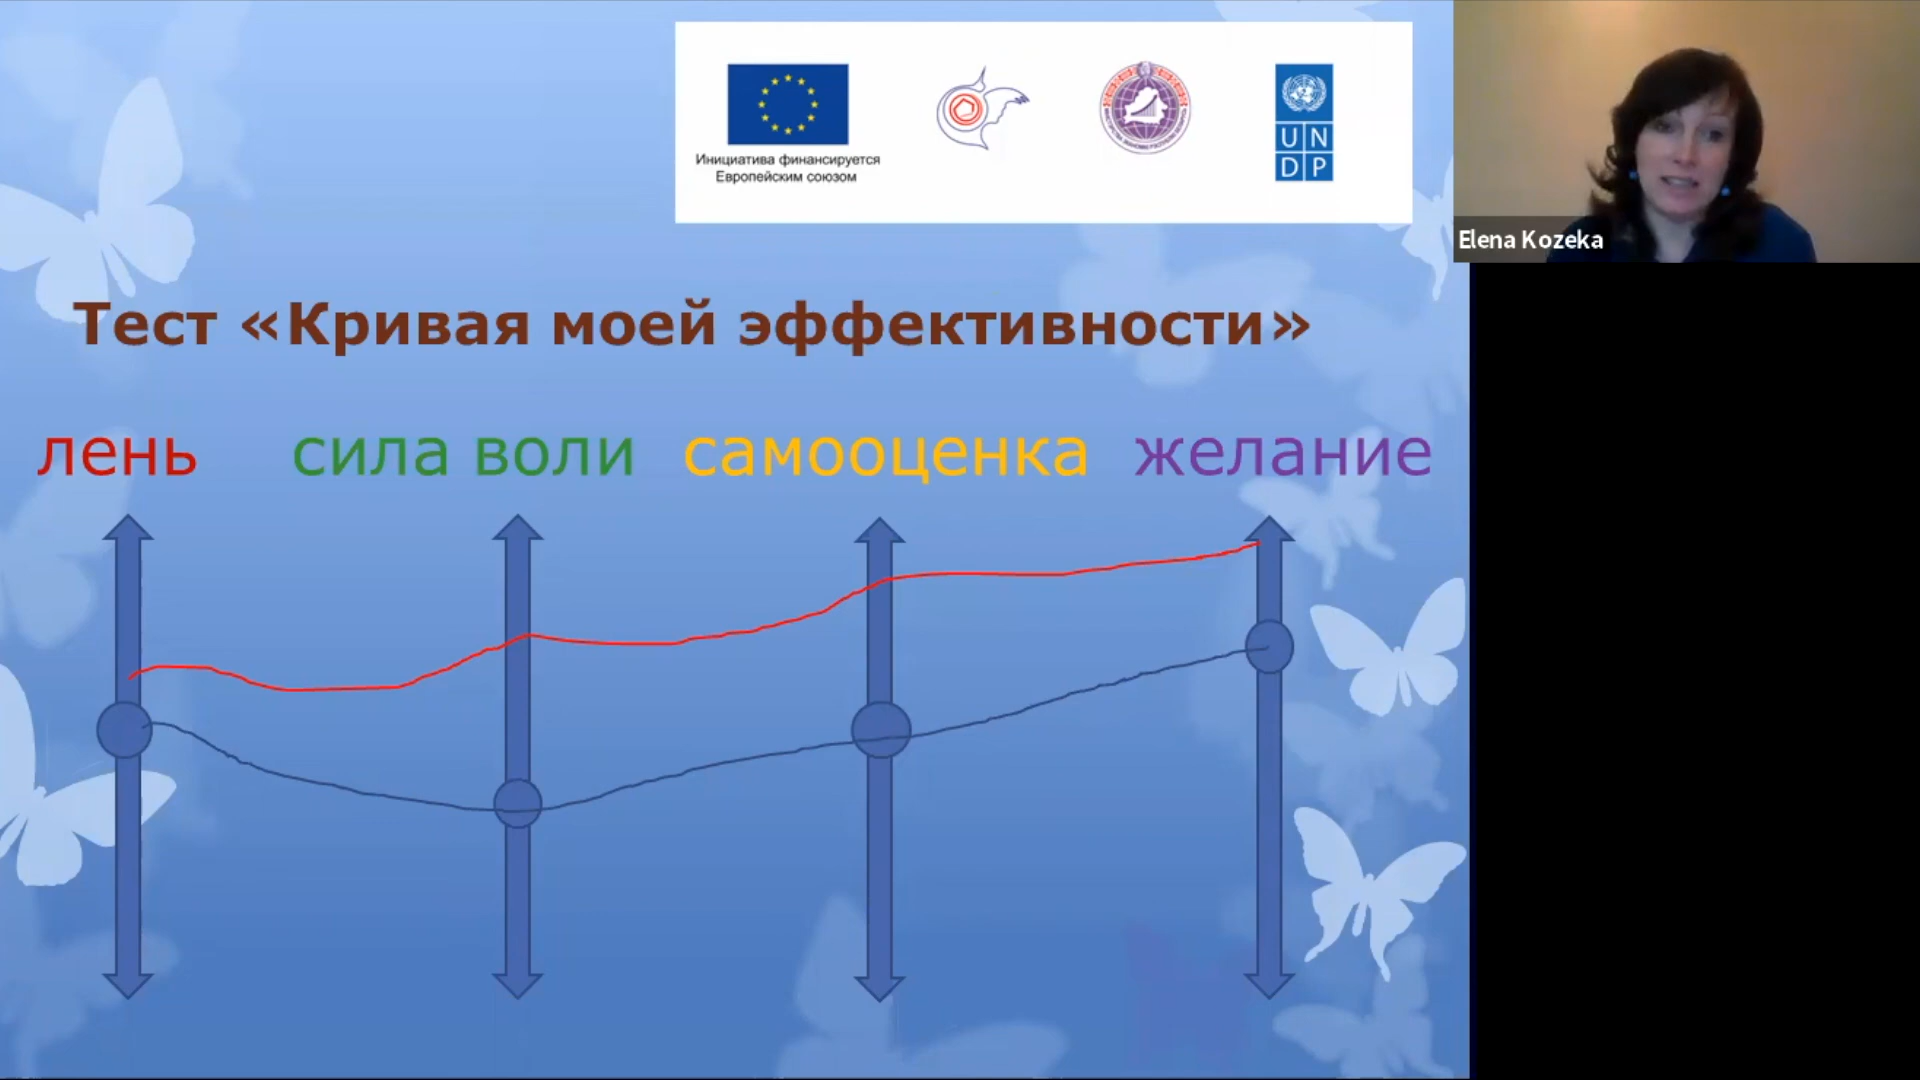 Инициатива финансируется
Европейским союзом
U N
D P
Elena Kozeka
Тест «Кривая моей эффективности»
лень сила воли самооценка желание